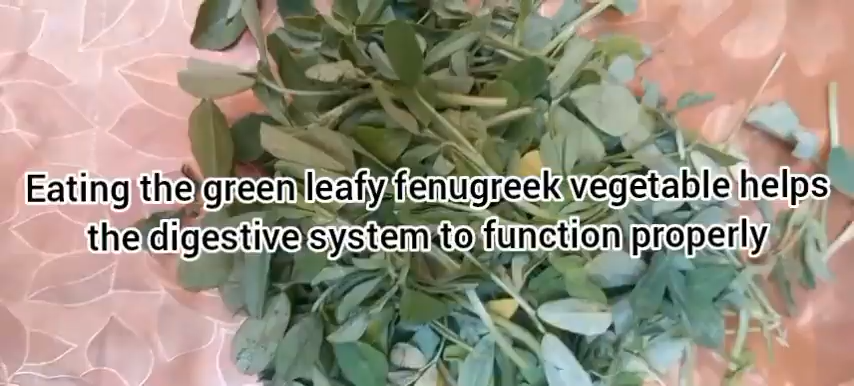 Eating the green leafy fenugreek vegetable helps
the digestive system to function properly